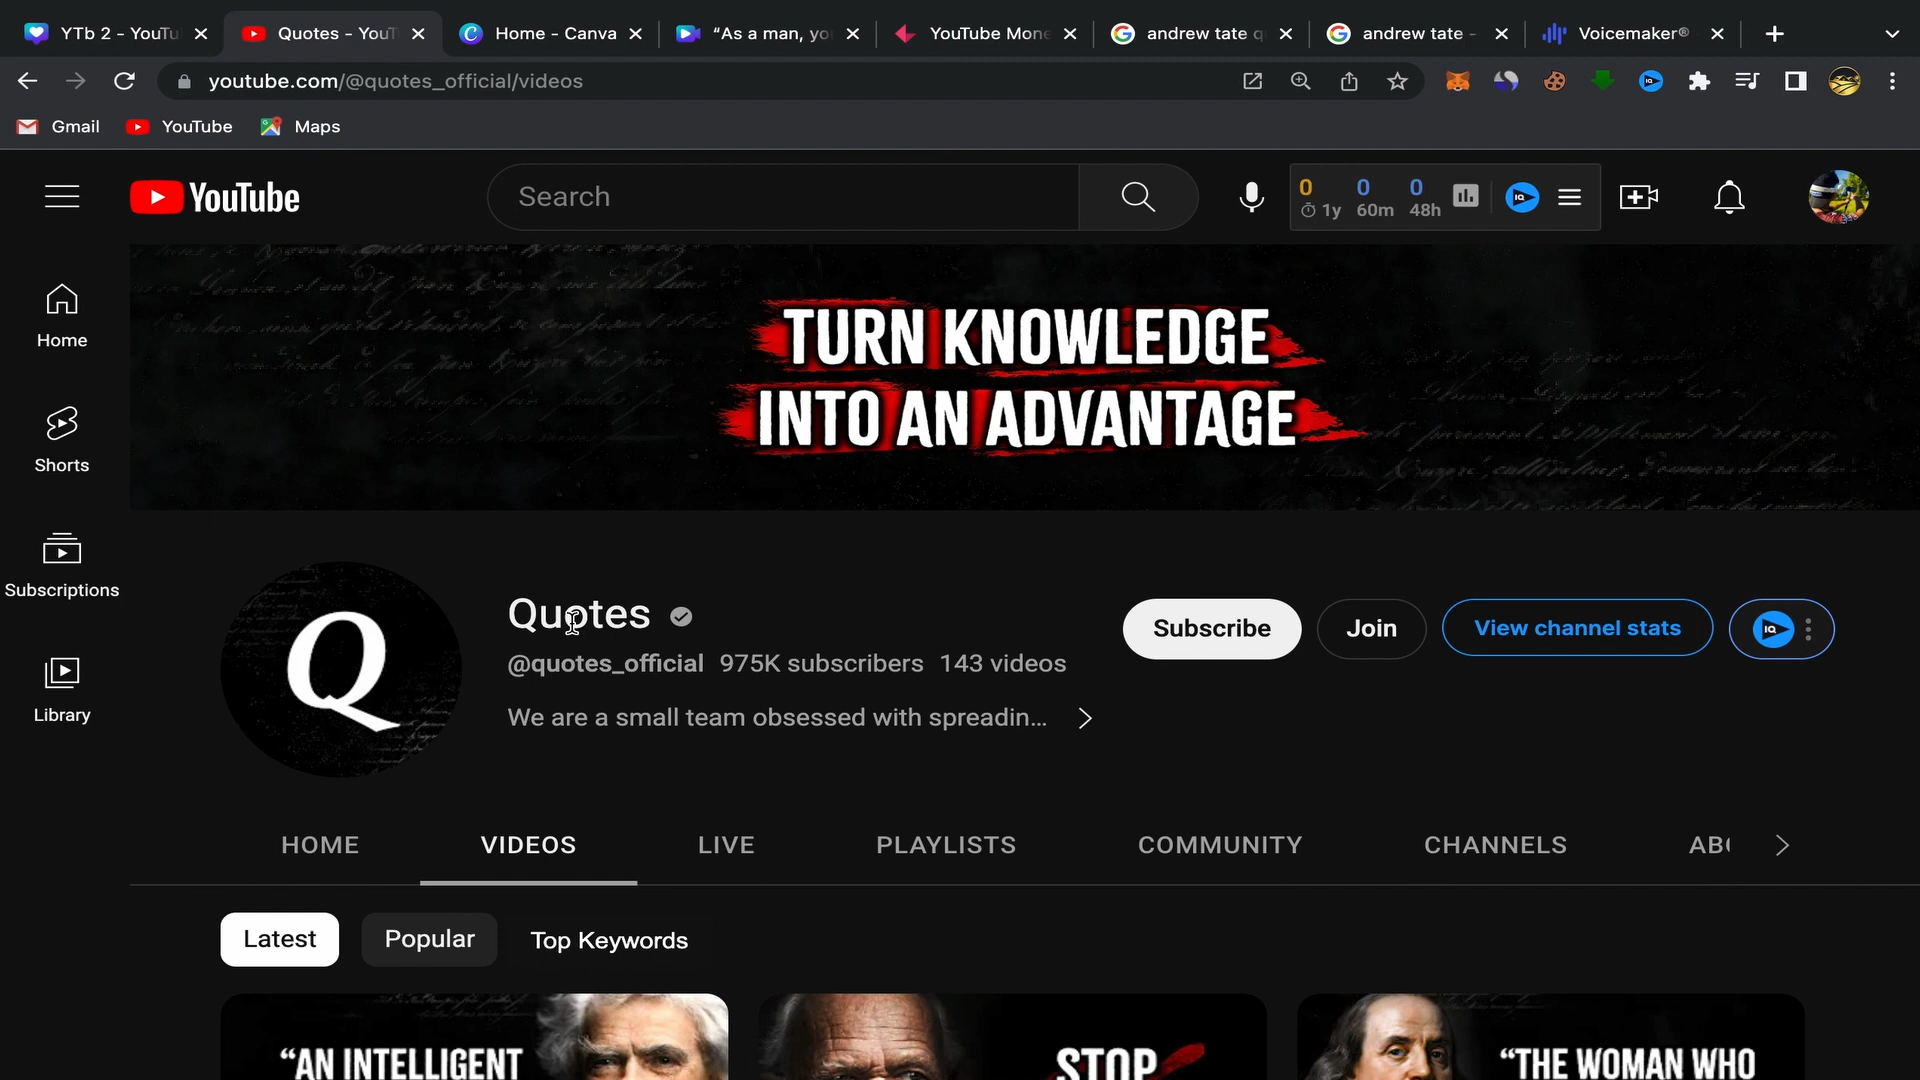 YTb 2 - YouTu
Quotes - YouT
Home - Canva
“As a man, yo
YouTube Mone
andrew tate q
andrew tate -
Voicemaker®
youtube.com/@quotes_official/videos
Gmail
YouTube
Maps
YouTube
Search
0 0 0
1y 60m 48h
IQ
TURN KNOWLEDGE
INTO AN ADVANTAGE
Home
Shorts
Subscriptions
Library
Q
Quotes
@quotes_official 975K subscribers 143 videos
We are a small team obsessed with spreadin...
Subscribe
Join
View channel stats
IQ
HOME
VIDEOS
LIVE
PLAYLISTS
COMMUNITY
CHANNELS
Latest
Popular
Top Keywords
“AN INTELLIGENT
STOP
“THE WOMAN WHO